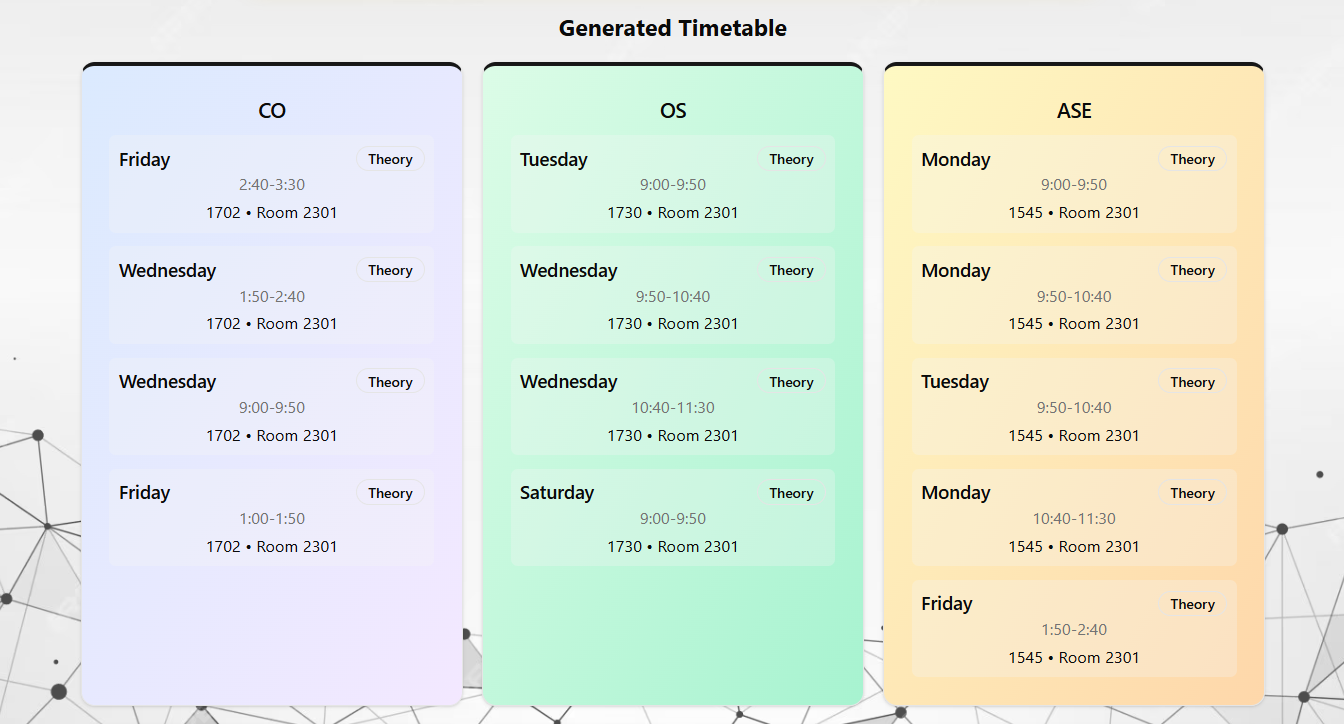 Generated Timetable
CO
Friday Theory
2:40-3:30
1702 • Room 2301
Wednesday Theory
1:50-2:40
1702 • Room 2301
Wednesday Theory
9:00-9:50
1702 • Room 2301
Friday Theory
1:00-1:50
1702 • Room 2301
OS
Tuesday Theory
9:00-9:50
1730 • Room 2301
Wednesday Theory
9:50-10:40
1730 • Room 2301
Wednesday Theory
10:40-11:30
1730 • Room 2301
Saturday Theory
9:00-9:50
1730 • Room 2301
ASE
Monday Theory
9:00-9:50
1545 • Room 2301
Monday Theory
9:50-10:40
1545 • Room 2301
Tuesday Theory
9:50-10:40
1545 • Room 2301
Monday Theory
10:40-11:30
1545 • Room 2301
Friday Theory
1:50-2:40
1545 • Room 2301